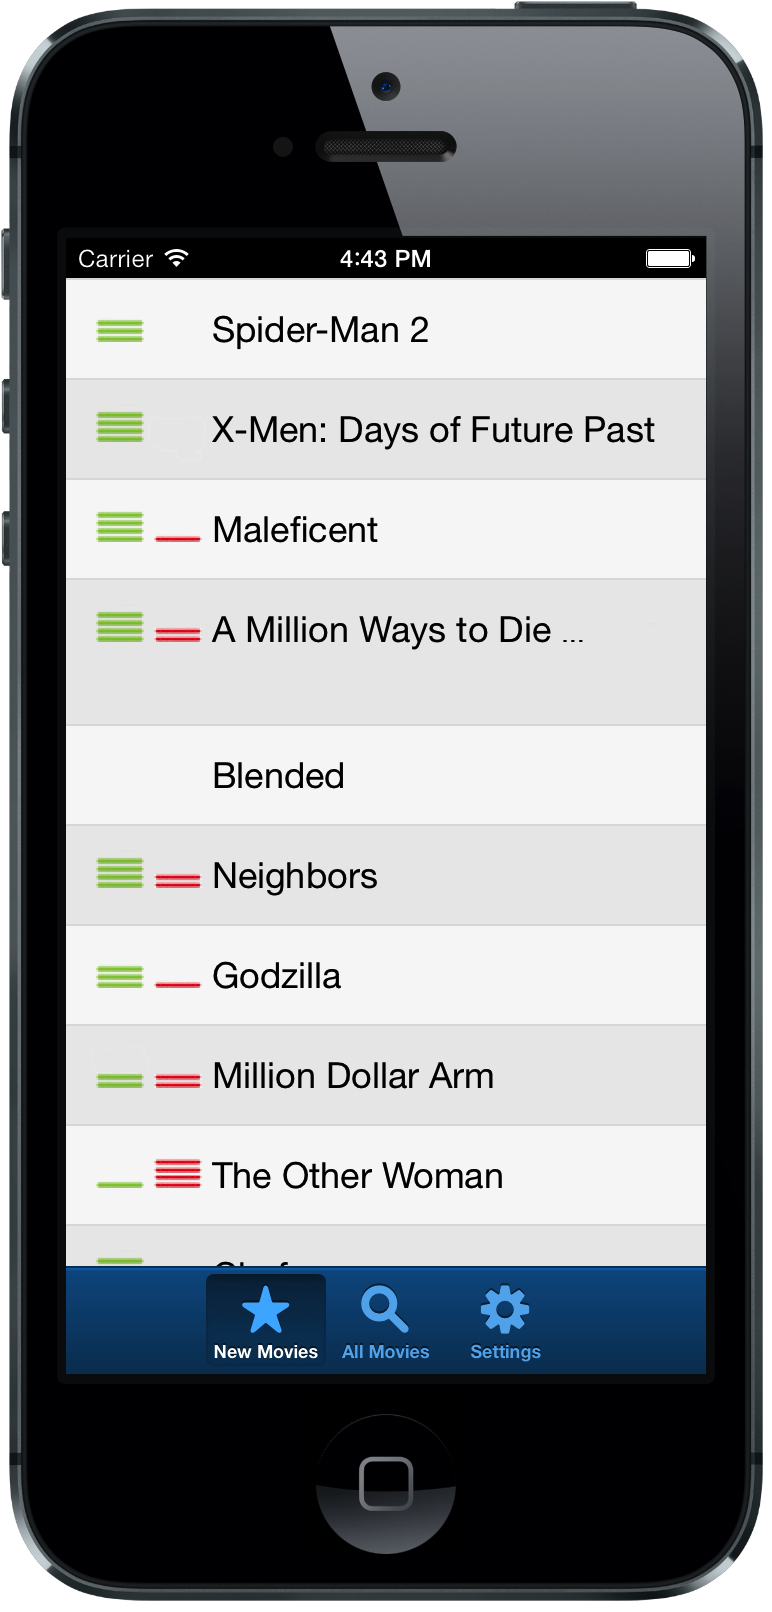 Carrier 4:43 PM
Spider-Man 2
X-Men: Days of Future Past
Maleficent
A Million Ways to Die ...
Blended
Neighbors
Godzilla
Million Dollar Arm
The Other Woman
New Movies All Movies Settings